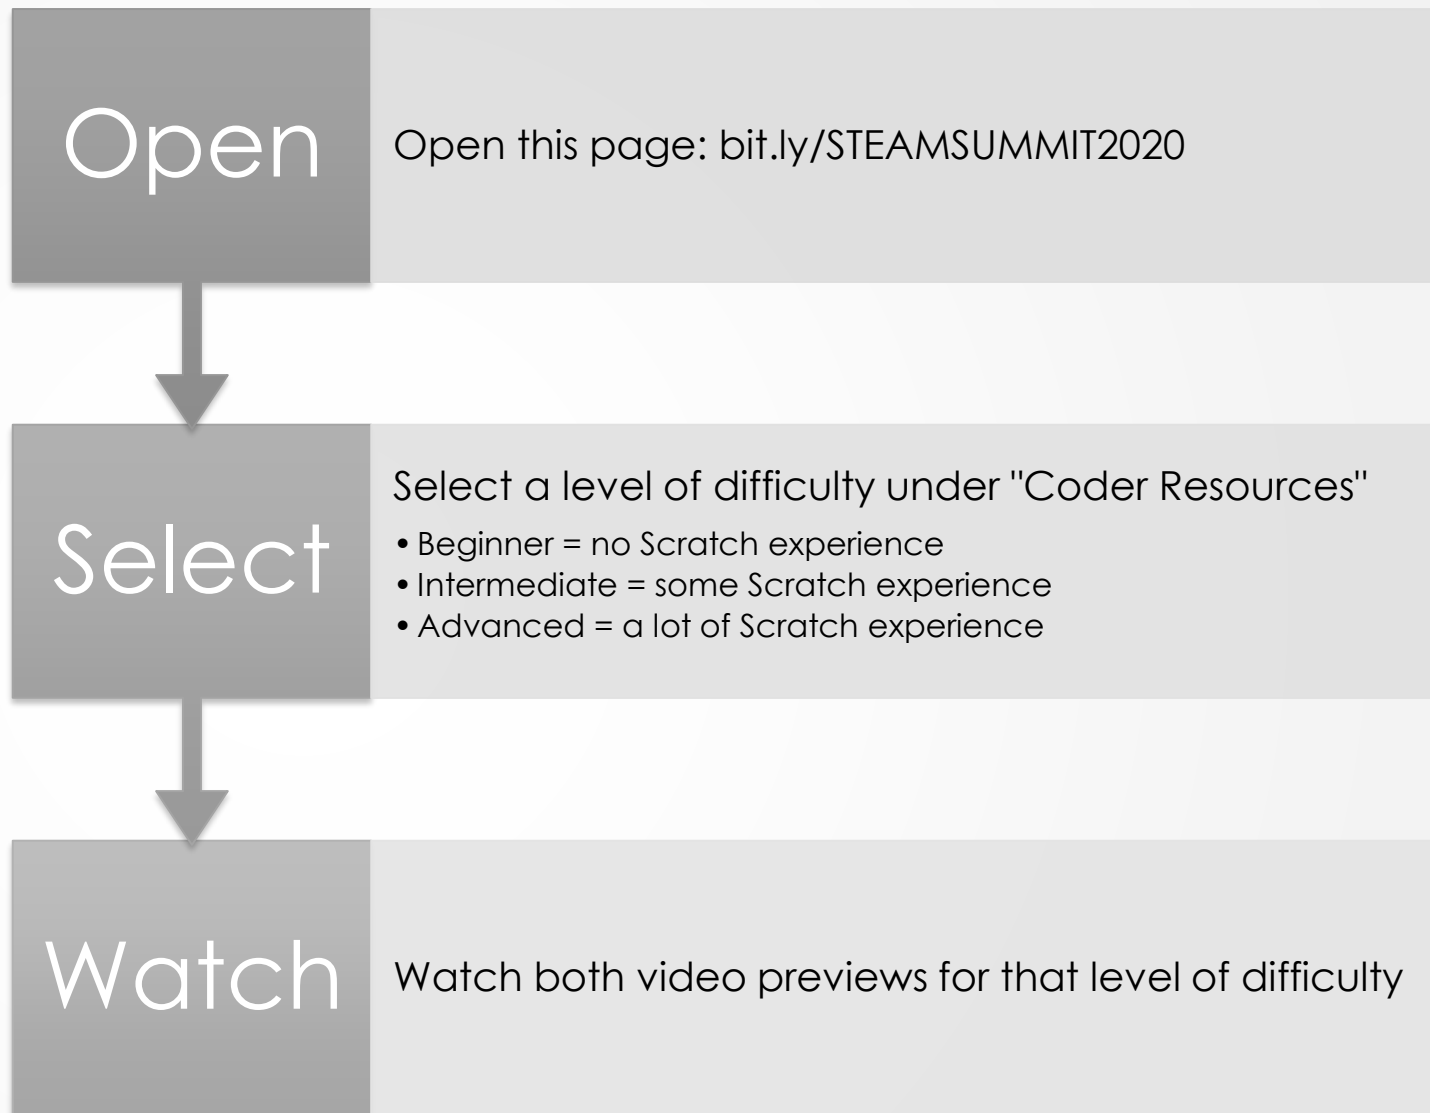 Open
Open this page: bit.ly/STEAMSUMMIT2020
Select
Select a level of difficulty under "Coder Resources"
• Beginner = no Scratch experience
• Intermediate = some Scratch experience
• Advanced = a lot of Scratch experience
Watch
Watch both video previews for that level of difficulty